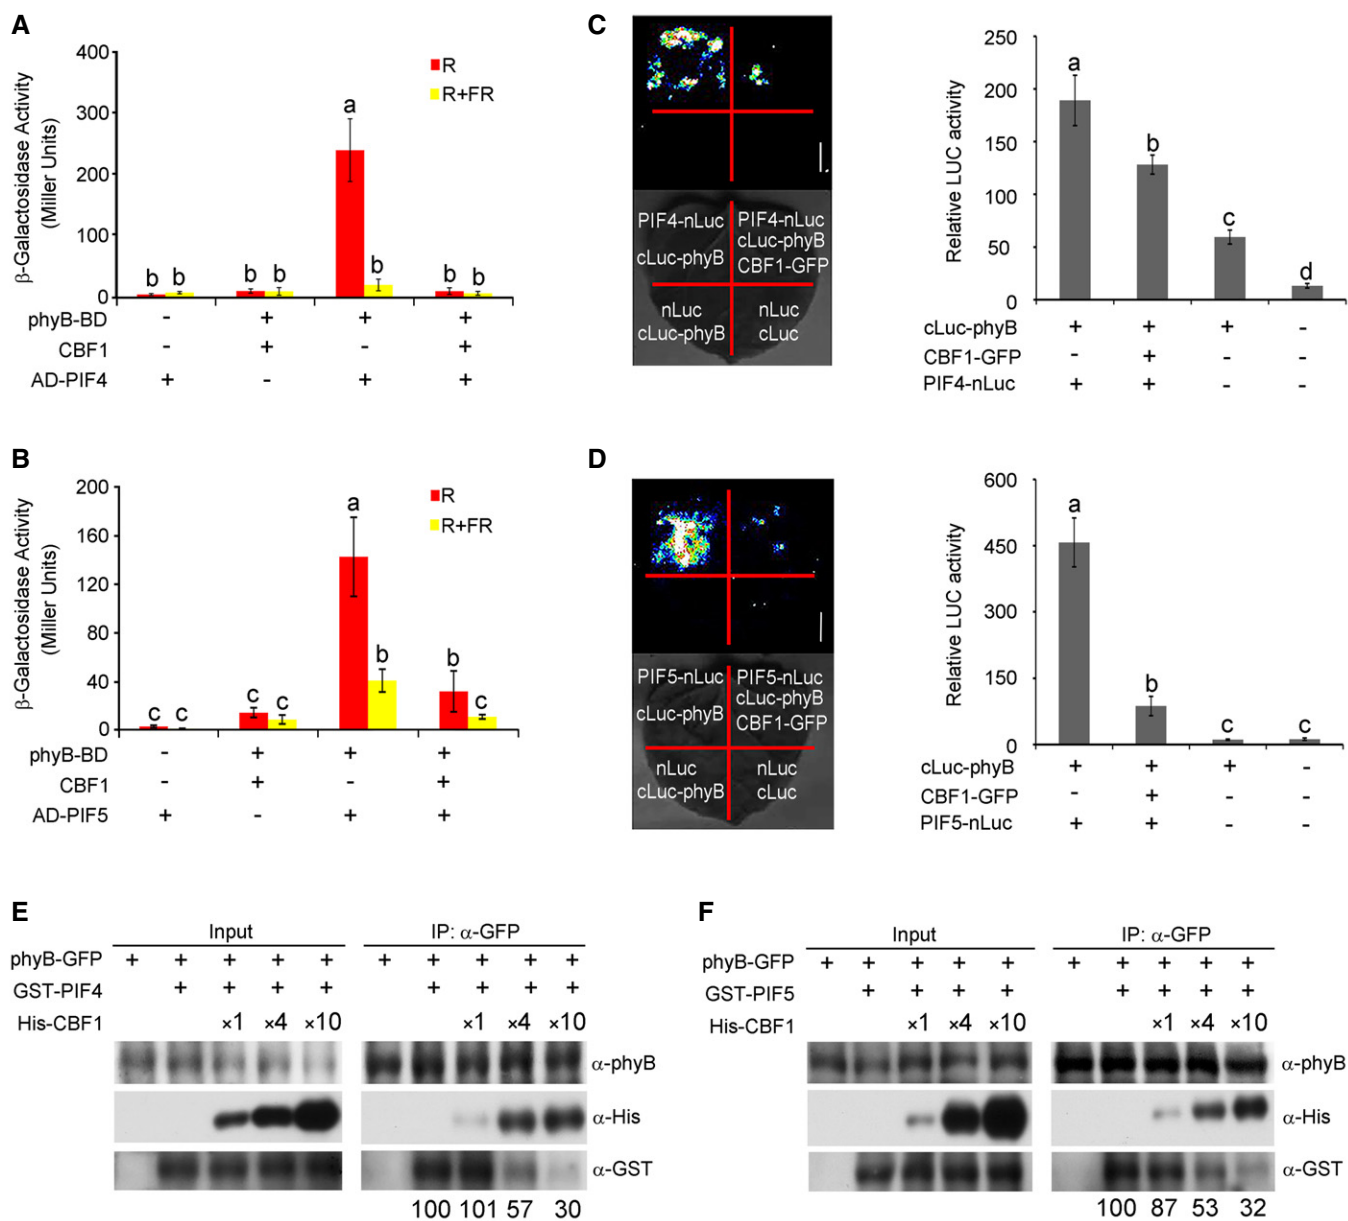 A
β-Galactosidase Activity
(Miller Units)
400
300
200
100
0
R
R+FR
b b b b a b b b
phyB-BD - + + +
CBF1 - + - +
AD-PIF4 + - + +
B
β-Galactosidase Activity
(Miller Units)
200
160
120
80
40
0
R
R+FR
c c c c a b b c
phyB-BD - + + +
CBF1 - + - +
AD-PIF5 + - + +
C
PIF4-nLuc
cLuc-phyB
PIF4-nLuc
cLuc-phyB
CBF1-GFP
nLuc
cLuc-phyB
nLuc
cLuc
Relative LUC activity
250
200
150
100
50
0
a b c d
cLuc-phyB + + + -
CBF1-GFP - + - -
PIF4-nLuc + + - -
D
PIF5-nLuc
cLuc-phyB
PIF5-nLuc
cLuc-phyB
CBF1-GFP
nLuc
cLuc-phyB
nLuc
cLuc
Relative LUC activity
600
450
300
150
0
a b c c
cLuc-phyB + + + -
CBF1-GFP - + - -
PIF5-nLuc + + - -
E
Input IP: α-GFP
phyB-GFP + + + + + + + + + +
GST-PIF4 + + + + + + + +
His-CBF1 ×1 ×4 ×10 ×1 ×4 ×10
α-phyB
α-His
α-GST
100 101 57 30
F
Input IP: α-GFP
phyB-GFP + + + + + + + + + +
GST-PIF5 + + + + + + + +
His-CBF1 ×1 ×4 ×10 ×1 ×4 ×10
α-phyB
α-His
α-GST
100 87 53 32